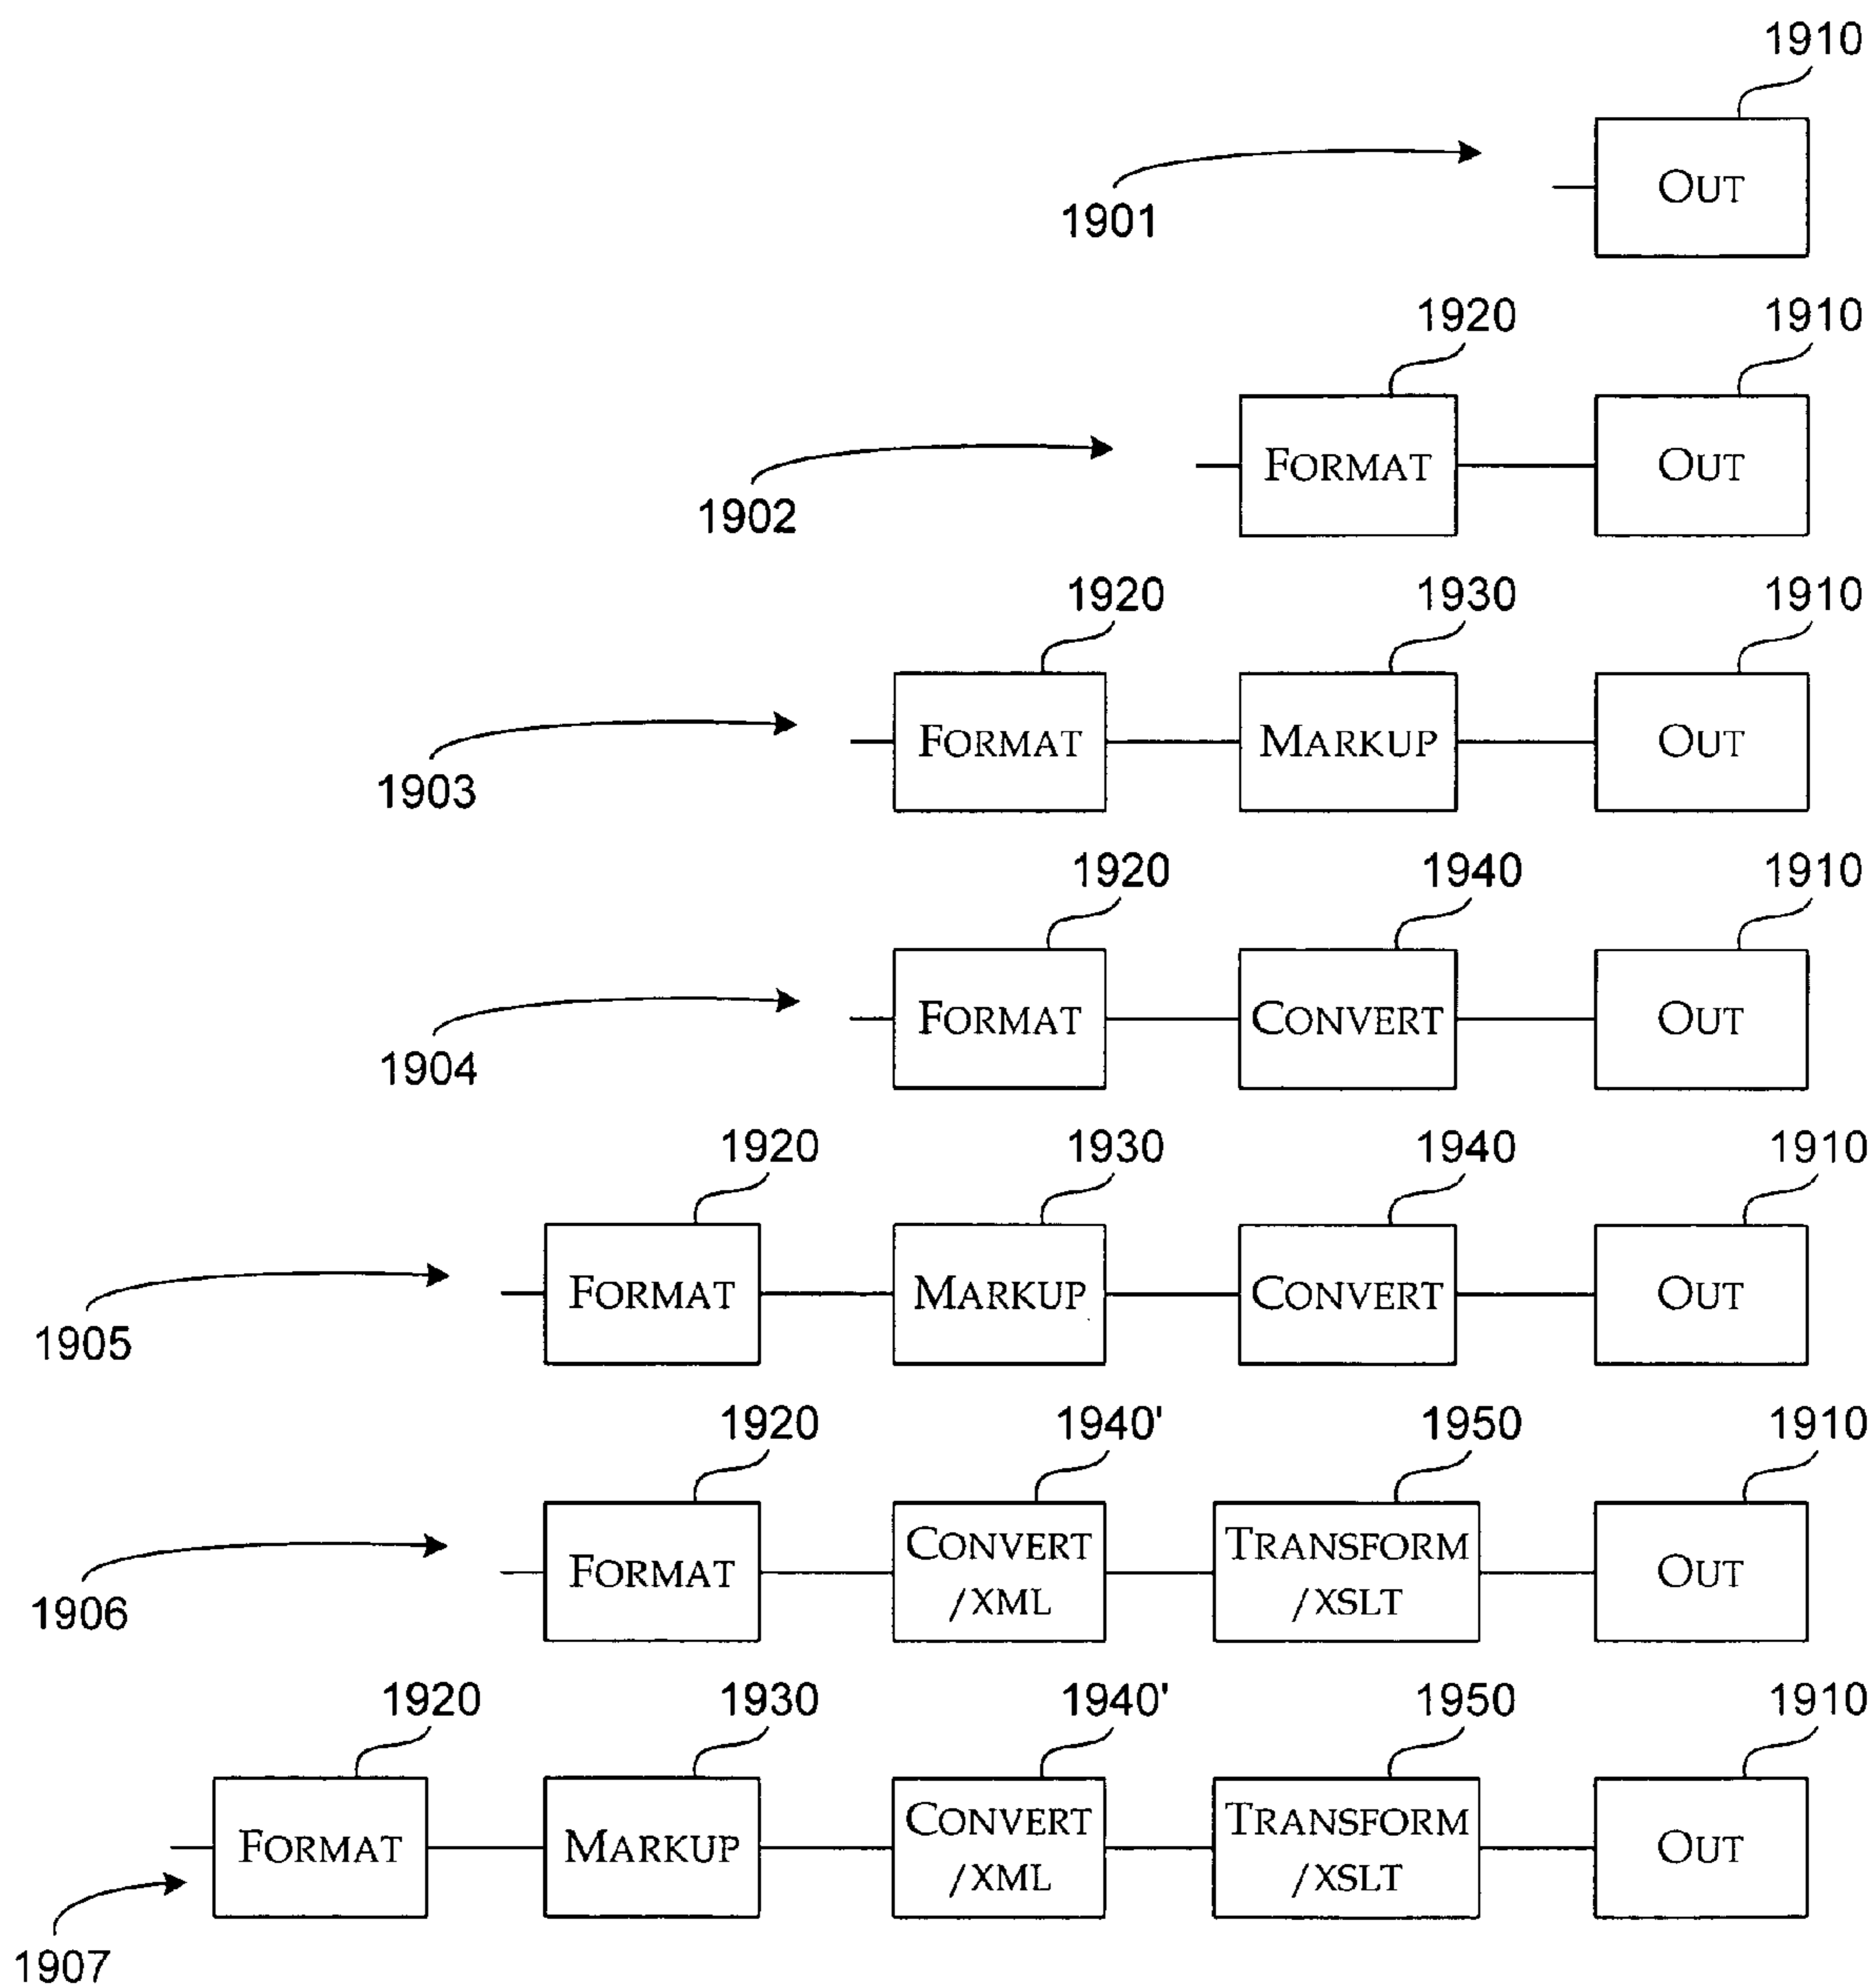 1910
OUT
1901
1920 1910
FORMAT OUT
1902
1920 1930 1910
FORMAT MARKUP OUT
1903
1920 1940 1910
FORMAT CONVERT OUT
1904
1920 1930 1940 1910
FORMAT MARKUP CONVERT OUT
1905
1920 1940' 1950 1910
FORMAT CONVERT TRANSFORM OUT
/XML /XSLT
1906
1920 1930 1940' 1950 1910
FORMAT MARKUP CONVERT TRANSFORM OUT
/XML /XSLT
1907